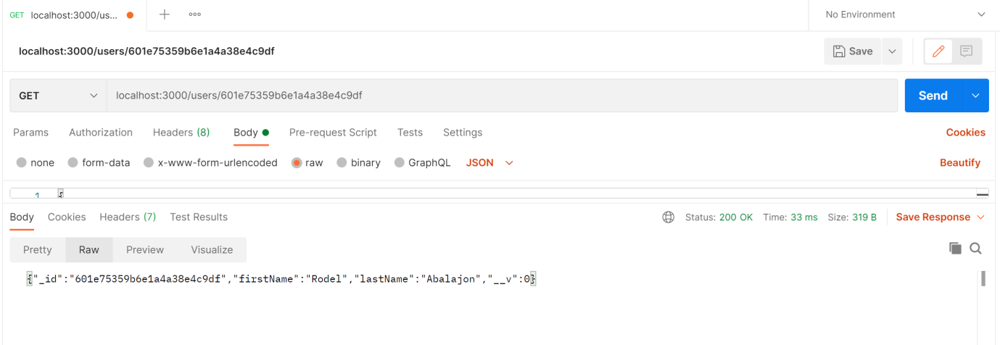 GET localhost:3000/us... + ooo No Environment
localhost:3000/users/601e75359b6e1a4a38e4c9df Save
GET localhost:3000/users/601e75359b6e1a4a38e4c9df Send
Params Authorization Headers (8) Body Pre-request Script Tests Settings Cookies
none form-data x-www-form-urlencoded raw binary GraphQL JSON Beautify
1 {
Body Cookies Headers (7) Test Results Status: 200 OK Time: 33 ms Size: 319 B Save Response
Pretty Raw Preview Visualize
{"_id":"601e75359b6e1a4a38e4c9df","firstName":"Rodel","lastName":"Abalajon","__v":0}